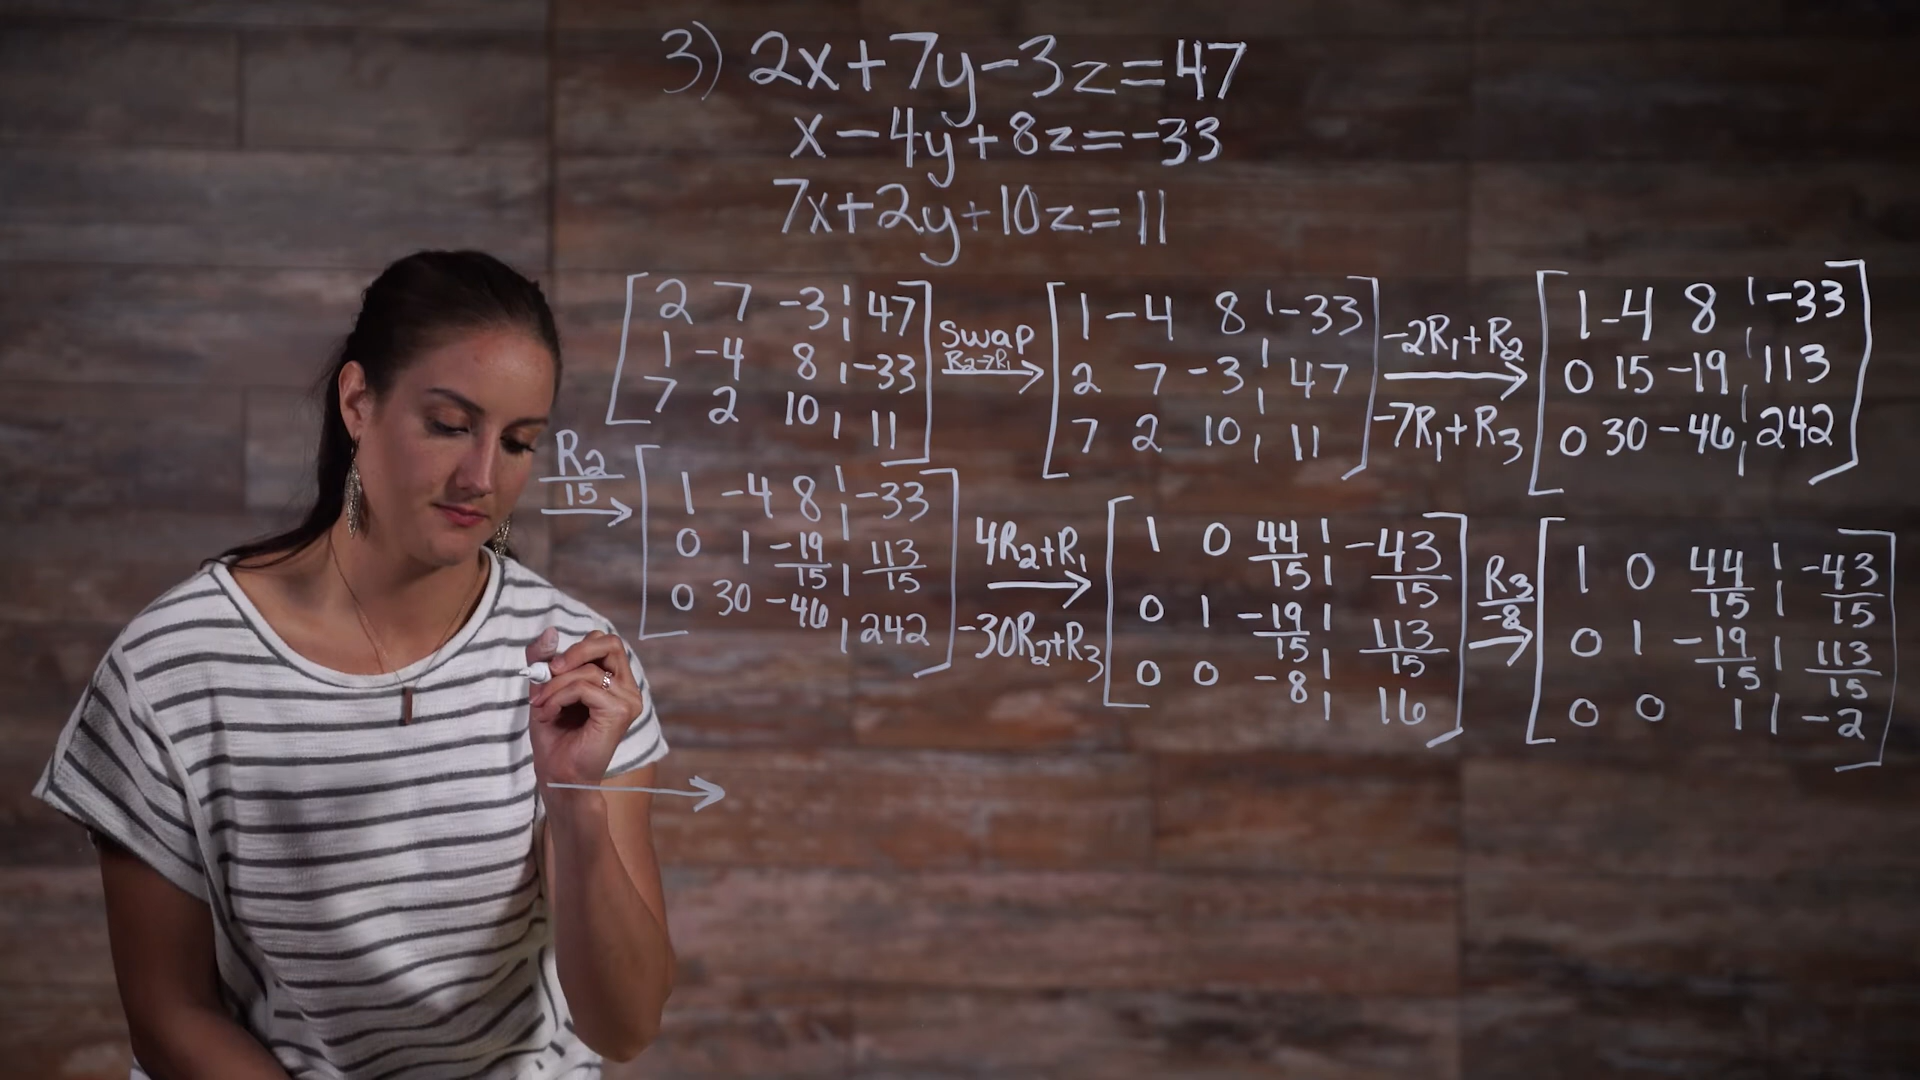 3) 2x+7y-3z=47
x-4y+8z=-33
7x+2y+10z=11
2 7 -3 ¦ 47
1 -4 8 ¦ -33
7 2 10 ¦ 11
swap
R2→R1
1 -4 8 ¦ -33
2 7 -3 ¦ 47
7 2 10 ¦ 11
-2R1+R2
-7R1+R3
1 -4 8 ¦ -33
0 15 -19 ¦ 113
0 30 -46 ¦ 242
R2/15
1 -4 8 ¦ -33
0 1 -19/15 ¦ 113/15
0 30 -46 ¦ 242
4R2+R1
-30R2+R3
1 0 44/15 ¦ -43/15
0 1 -19/15 ¦ 113/15
0 0 -8 ¦ 16
R3/-8
1 0 44/15 ¦ -43/15
0 1 -19/15 ¦ 113/15
0 0 1 ¦ -2